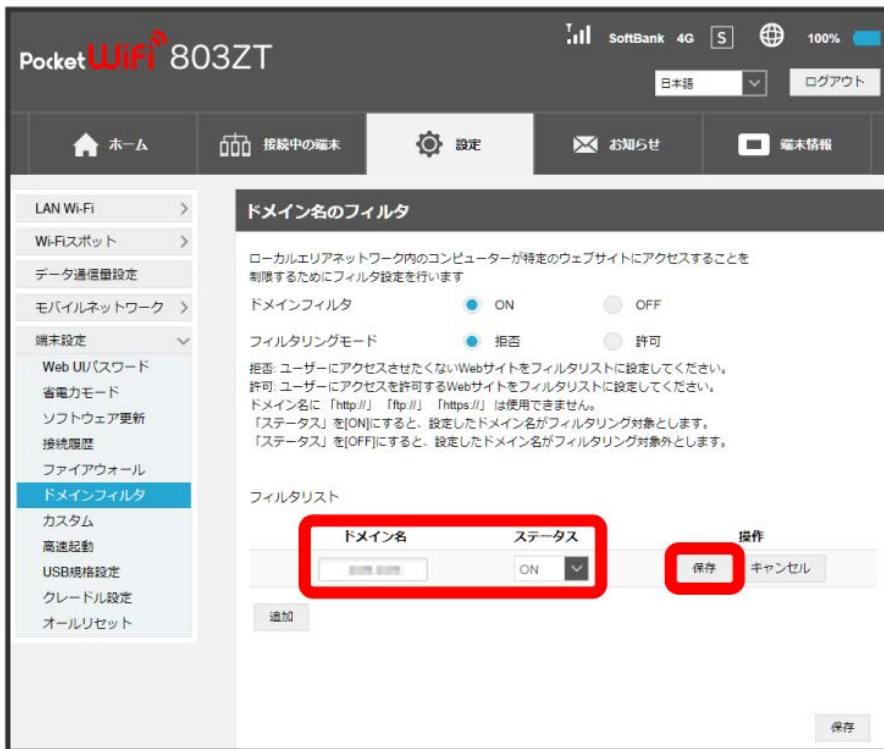 SoftBank 4G S 100%
Pocket WiFi 803ZT
日本語 ログアウト
ホーム 接続中の端末 設定 お知らせ 端末情報
LAN Wi-Fi
Wi-Fiスポット
データ通信量設定
モバイルネットワーク
端末設定
Web UIパスワード
省電力モード
ソフトウェア更新
接続履歴
ファイアウォール
ドメインフィルタ
カスタム
高速起動
USB規格設定
クレードル設定
オールリセット
ドメイン名のフィルタ
ローカルエリアネットワーク内のコンピューターが特定のウェブサイトにアクセスすることを
制限するためにフィルタ設定を行います
ドメインフィルタ ON OFF
フィルタリングモード 拒否 許可
拒否: ユーザーにアクセスさせたくないWebサイトをフィルタリストに設定してください。
許可: ユーザーにアクセスを許可するWebサイトをフィルタリストに設定してください。
ドメイン名に「http://」「ftp://」「https://」は使用できません。
「ステータス」を[ON]にすると、設定したドメイン名がフィルタリング対象とします。
「ステータス」を[OFF]にすると、設定したドメイン名がフィルタリング対象外とします。
フィルタリスト
ドメイン名 ステータス 操作
ON 保存 キャンセル
追加
保存